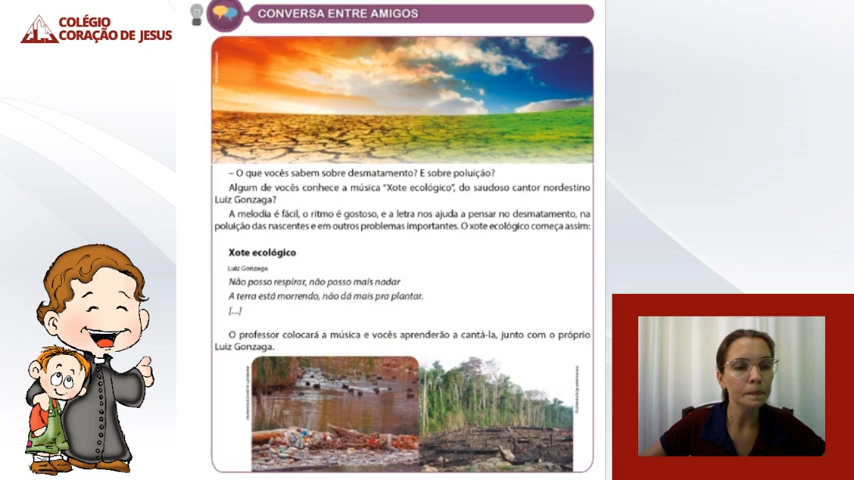 COLÉGIO
CORAÇÃO DE JESUS
CONVERSA ENTRE AMIGOS
– O que vocês sabem sobre desmatamento? E sobre poluição?
Algum de vocês conhece a música "Xote ecológico", do saudoso cantor nordestino
Luiz Gonzaga?
A melodia é fácil, o ritmo é gostoso, e a letra nos ajuda a pensar no desmatamento, na
poluição das nascentes e em outros problemas importantes. O xote ecológico começa assim:
Xote ecológico
Luiz Gonzaga
Não posso respirar, não posso mais nadar
A terra está morrendo, não dá mais pra plantar.
[...]
O professor colocará a música e vocês aprenderão a cantá-la, junto com o próprio
Luiz Gonzaga.